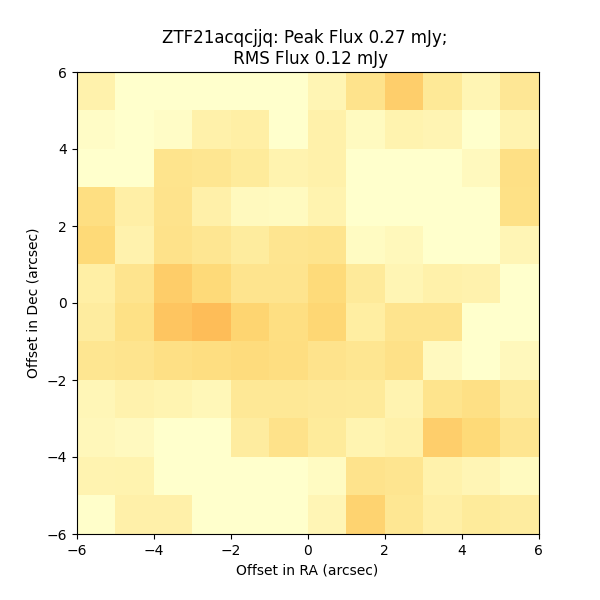 ZTF21acqcjjq: Peak Flux 0.27 mJy;
RMS Flux 0.12 mJy
6
4
2
0
−2
−4
−6
Offset in Dec (arcsec)
−6 −4 −2 0 2 4 6
Offset in RA (arcsec)